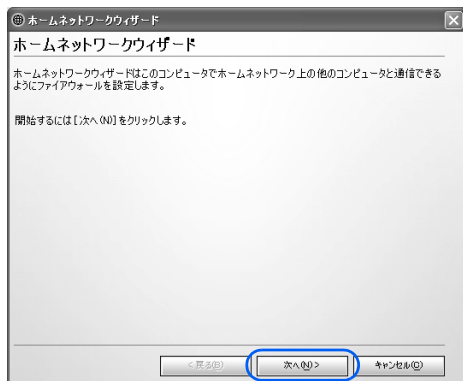 ホームネットワークウィザード
ホームネットワークウィザード
ホームネットワークウィザードはこのコンピュータでホームネットワーク上の他のコンピュータと通信できる
ようにファイアウォールを設定します。
開始するには[次へ(N)]をクリックします。
< 戻る(B)
次へ(N) >
キャンセル(C)